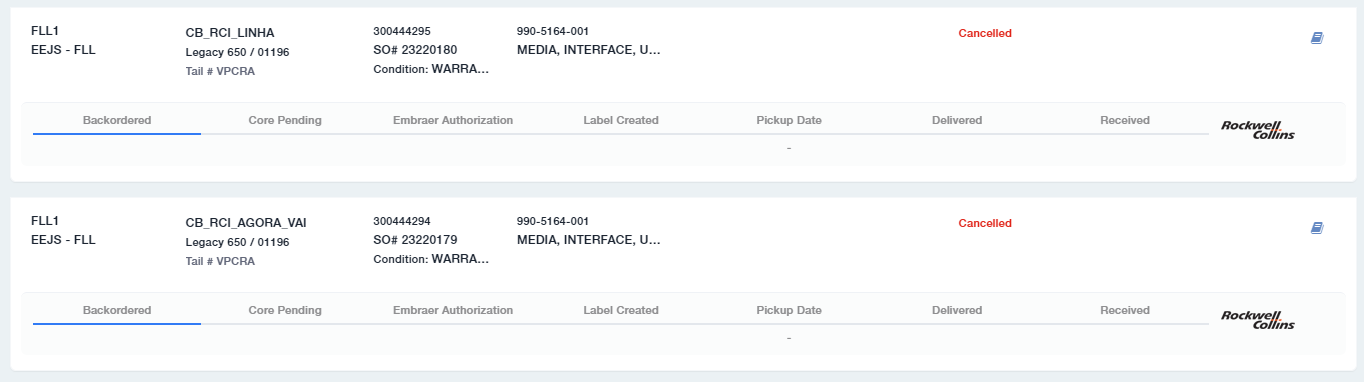 FLL1
EEJS - FLL
CB_RCI_LINHA
Legacy 650 / 01196
Tail # VPCRA
300444295
SO# 23220180
Condition: WARRA...
990-5164-001
MEDIA, INTERFACE, U...
Cancelled
Backordered
Core Pending
Embraer Authorization
Label Created
Pickup Date
Delivered
Received
-
Rockwell
Collins
FLL1
EEJS - FLL
CB_RCI_AGORA_VAI
Legacy 650 / 01196
Tail # VPCRA
300444294
SO# 23220179
Condition: WARRA...
990-5164-001
MEDIA, INTERFACE, U...
Cancelled
Backordered
Core Pending
Embraer Authorization
Label Created
Pickup Date
Delivered
Received
-
Rockwell
Collins